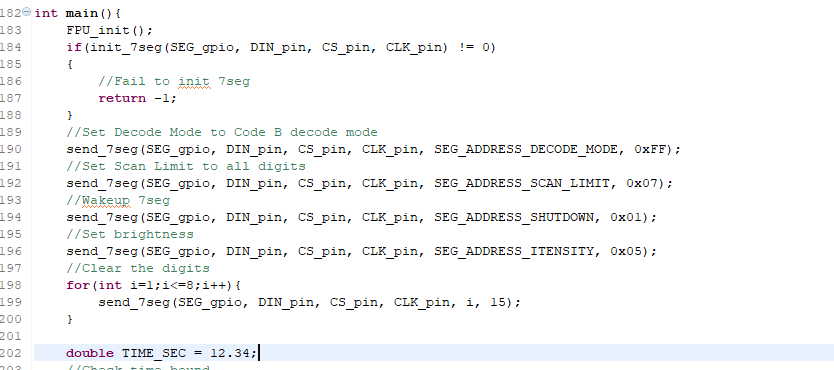 182 int main(){
183 FPU_init();
184 if(init_7seg(SEG_gpio, DIN_pin, CS_pin, CLK_pin) != 0)
185 {
186 //Fail to init 7seg
187 return -1;
188 }
189 //Set Decode Mode to Code B decode mode
190 send_7seg(SEG_gpio, DIN_pin, CS_pin, CLK_pin, SEG_ADDRESS_DECODE_MODE, 0xFF);
191 //Set Scan Limit to all digits
192 send_7seg(SEG_gpio, DIN_pin, CS_pin, CLK_pin, SEG_ADDRESS_SCAN_LIMIT, 0x07);
193 //Wakeup 7seg
194 send_7seg(SEG_gpio, DIN_pin, CS_pin, CLK_pin, SEG_ADDRESS_SHUTDOWN, 0x01);
195 //Set brightness
196 send_7seg(SEG_gpio, DIN_pin, CS_pin, CLK_pin, SEG_ADDRESS_ITENSITY, 0x05);
197 //Clear the digits
198 for(int i=1;i<=8;i++){
199 send_7seg(SEG_gpio, DIN_pin, CS_pin, CLK_pin, i, 15);
200 }
201
202 double TIME_SEC = 12.34;
203 //Check time bound